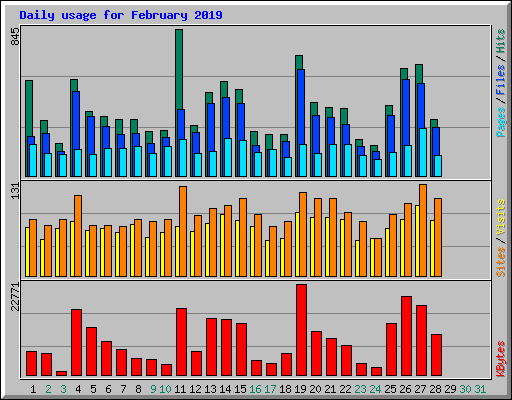 Daily usage for February 2019
845
Pages / Files / Hits
131
Sites / Visits
22771
KBytes
1 2 3 4 5 6 7 8 9 10 11 12 13 14 15 16 17 18 19 20 21 22 23 24 25 26 27 28 29 30 31